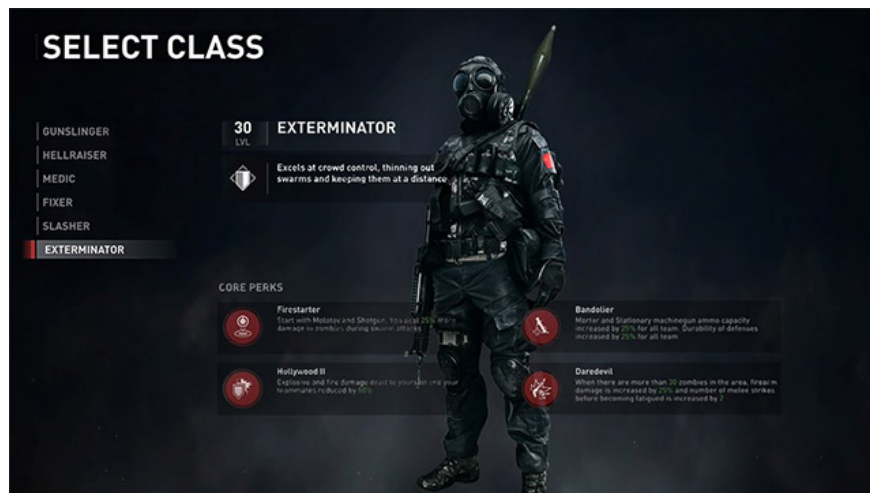 SELECT CLASS
GUNSLINGER
HELLRAISER
MEDIC
FIXER
SLASHER
EXTERMINATOR
30
LVL
EXTERMINATOR
Excels at crowd control, thinning out
swarms and keeping them at a distance
CORE PERKS
Firestarter
Start with Molotov and Shotgun. You deal 25% more
damage to zombies during swarm attacks
Bandolier
Mortar and Stationary machinegun ammo capacity
increased by 25% for all team. Durability of defenses
increased by 25% for all team
Hollywood II
Explosive and fire damage dealt to yourself and your
teammates reduced by 50%
Daredevil
When there are more than 20 zombies in the area, firearm
damage is increased by 25% and number of melee strikes
before becoming fatigued is increased by 2